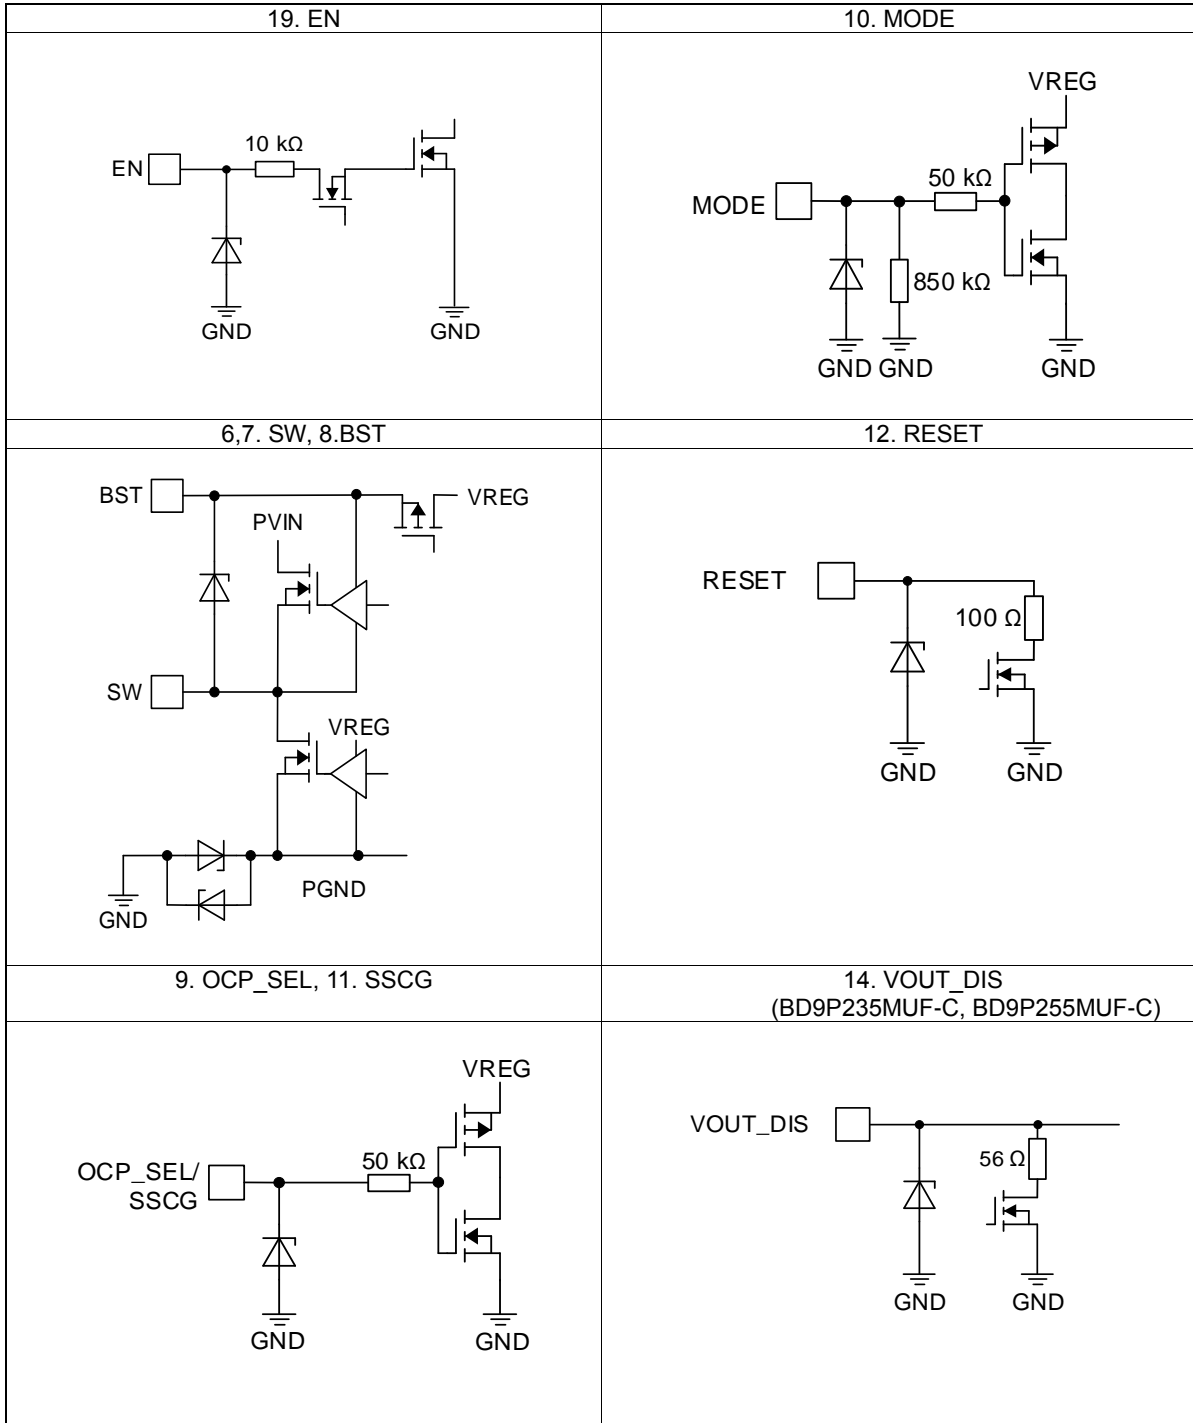 19. EN
10. MODE
EN
10 kΩ
GND
GND
VREG
50 kΩ
MODE
850 kΩ
GND
GND
GND
6,7. SW, 8.BST
12. RESET
BST
VREG
PVIN
SW
VREG
PGND
GND
RESET
100 Ω
GND
GND
9. OCP_SEL, 11. SSCG
14. VOUT_DIS
(BD9P235MUF-C, BD9P255MUF-C)
VREG
50 kΩ
OCP_SEL/
SSCG
GND
GND
VOUT_DIS
56 Ω
GND
GND